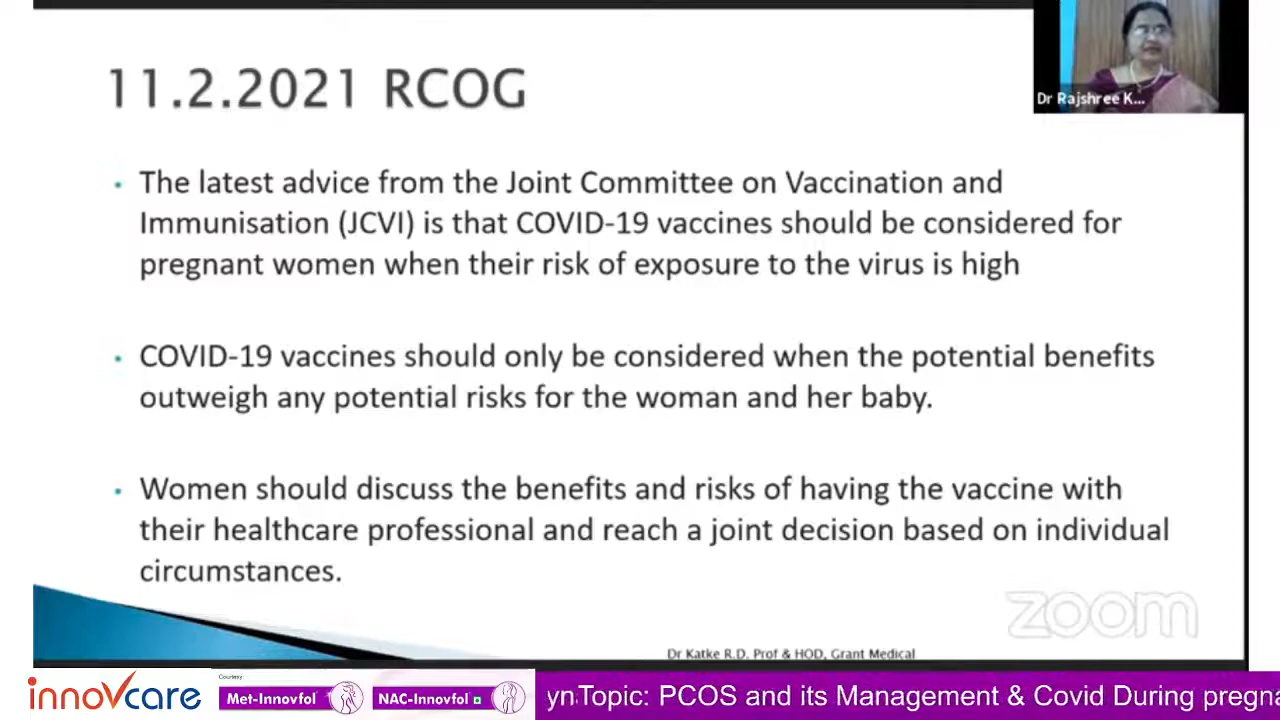 11.2.2021 RCOG
Dr Rajshree K...
• The latest advice from the Joint Committee on Vaccination and
Immunisation (JCVI) is that COVID-19 vaccines should be considered for
pregnant women when their risk of exposure to the virus is high
• COVID-19 vaccines should only be considered when the potential benefits
outweigh any potential risks for the woman and her baby.
• Women should discuss the benefits and risks of having the vaccine with
their healthcare professional and reach a joint decision based on individual
circumstances.
zoom
Dr Katke R.D. Prof & HOD, Grant Medical
innovcare
Courtesy
Met-Innovfol
NAC-Innovfol
yn Topic: PCOS and its Management & Covid During pregna